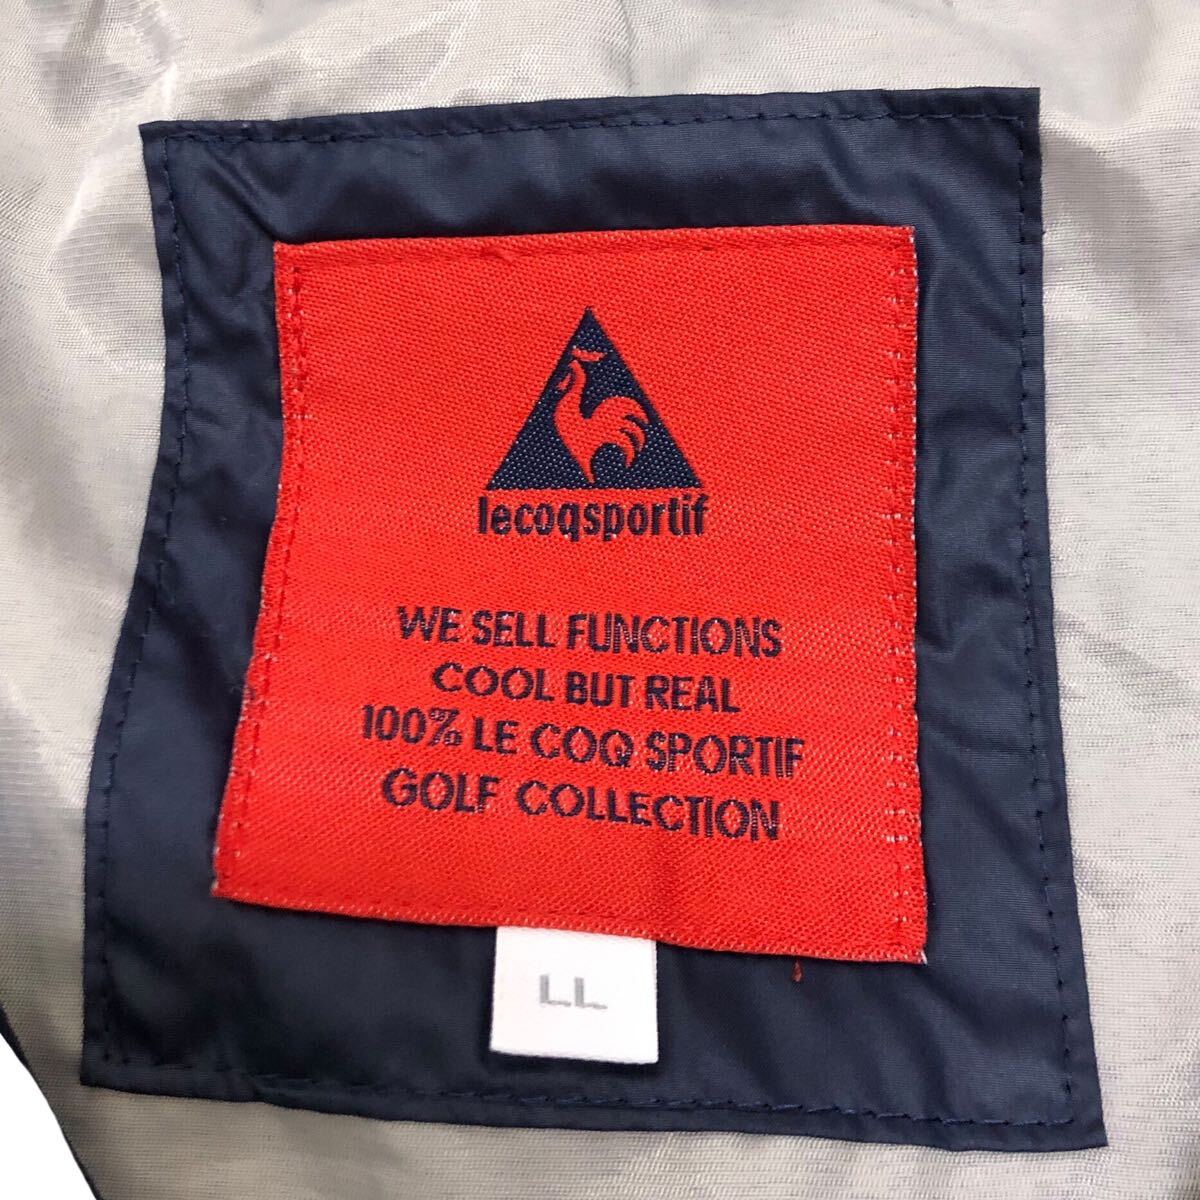 lecoqsportif
WE SELL FUNCTIONS
COOL BUT REAL
100% LE COQ SPORTIF
GOLF COLLECTION
LL